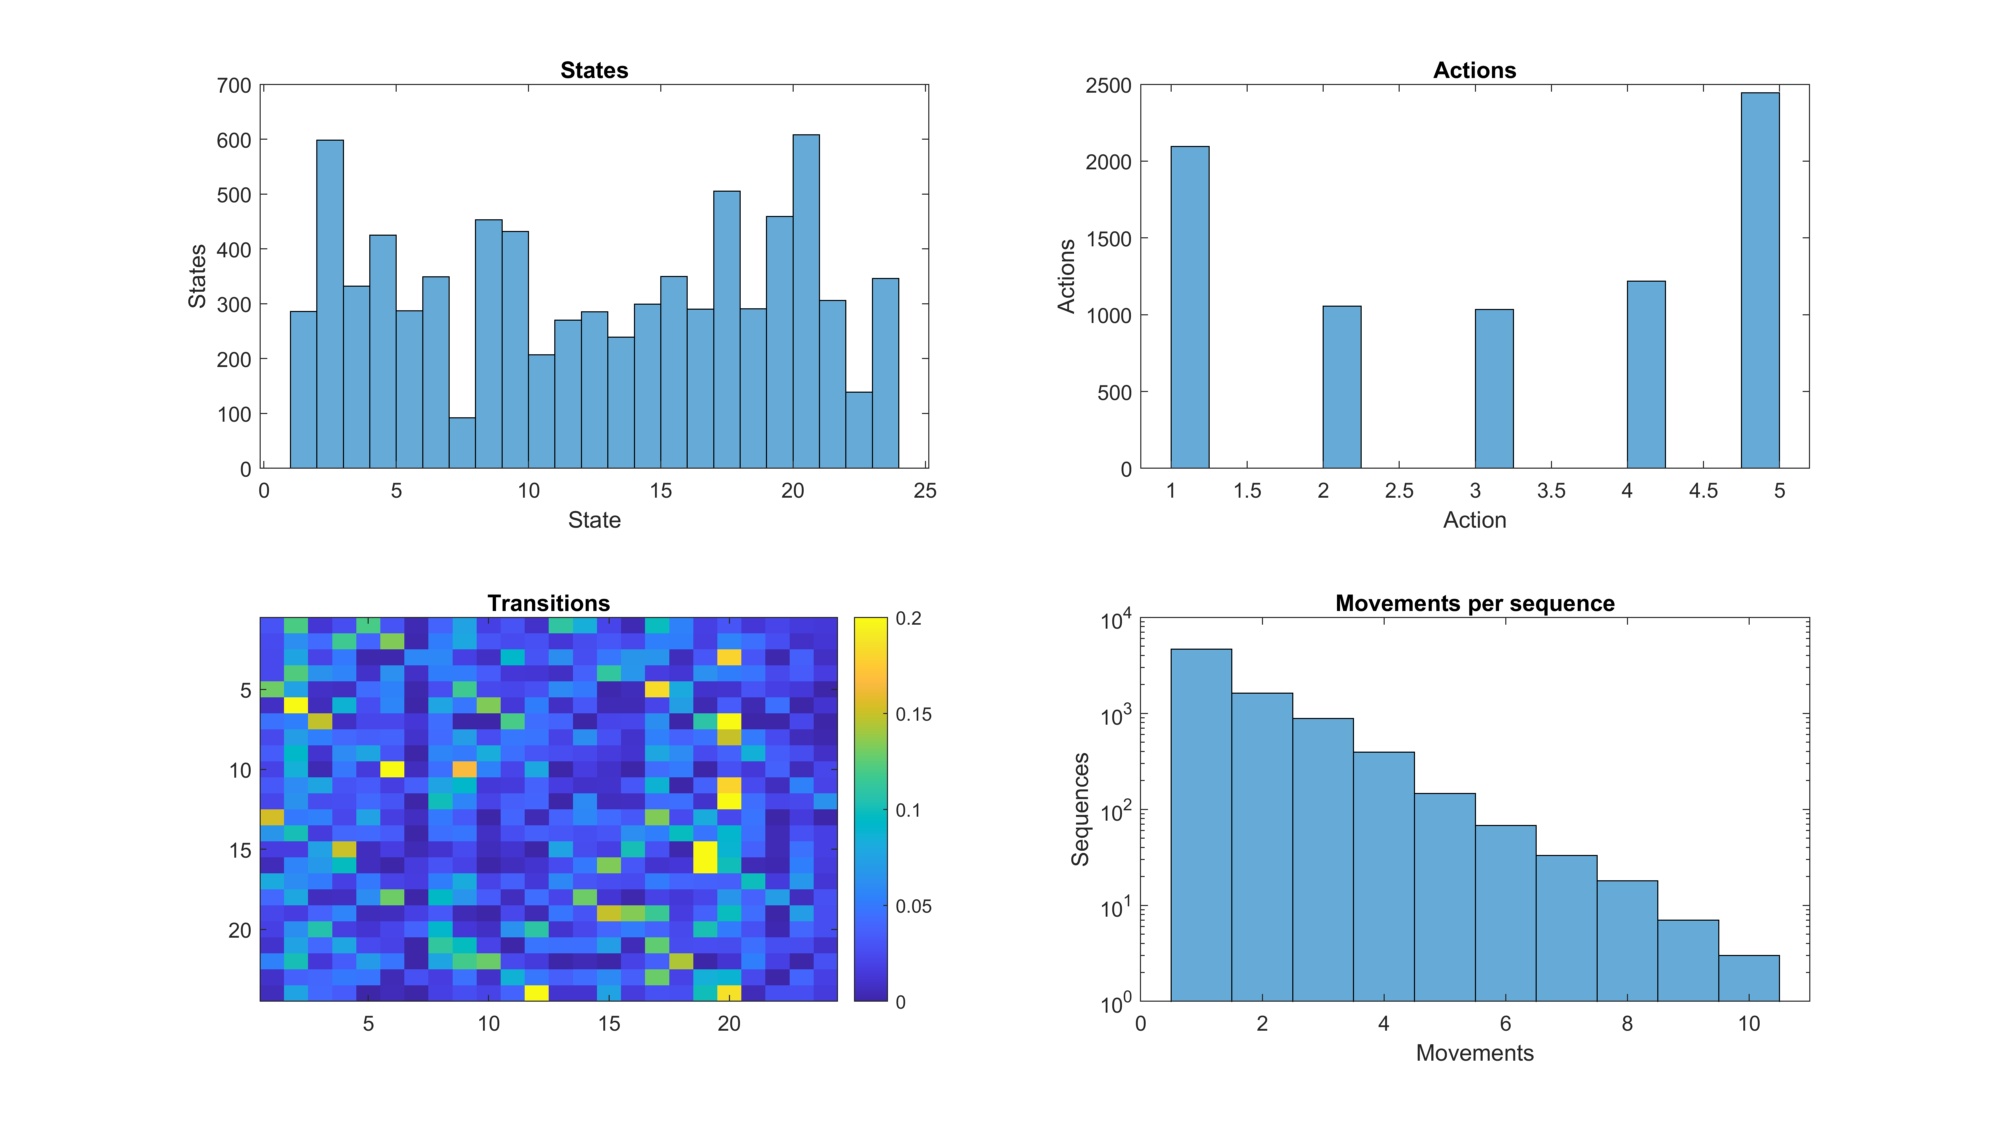 States
700
600
500
400
300
200
100
0
States
0 5 10 15 20 25
State
Actions
2500
2000
1500
1000
500
0
Actions
1 1.5 2 2.5 3 3.5 4 4.5 5
Action
Transitions
5
10
15
20
5 10 15 20
0.2
0.15
0.1
0.05
0
Movements per sequence
10^4
10^3
10^2
10^1
10^0
Sequences
0 2 4 6 8 10
Movements